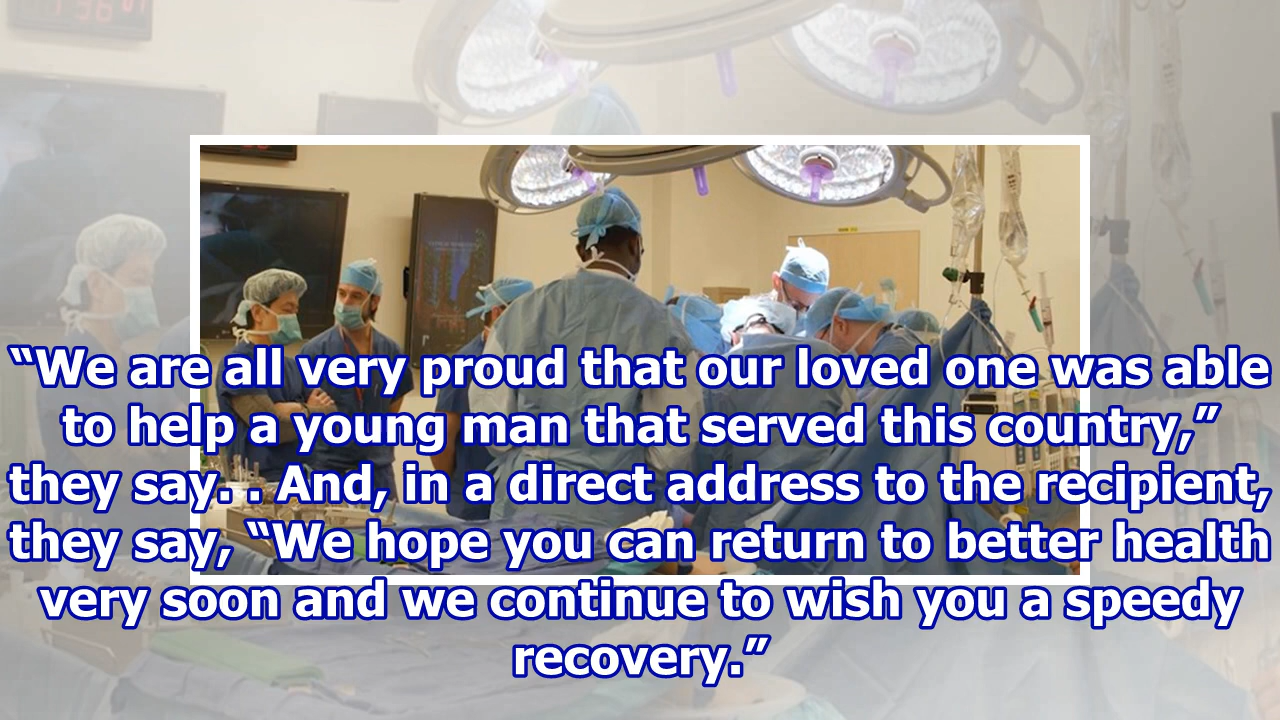 “We are all very proud that our loved one was able
to help a young man that served this country,”
they say. . And, in a direct address to the recipient,
they say, “We hope you can return to better health
very soon and we continue to wish you a speedy
recovery.”